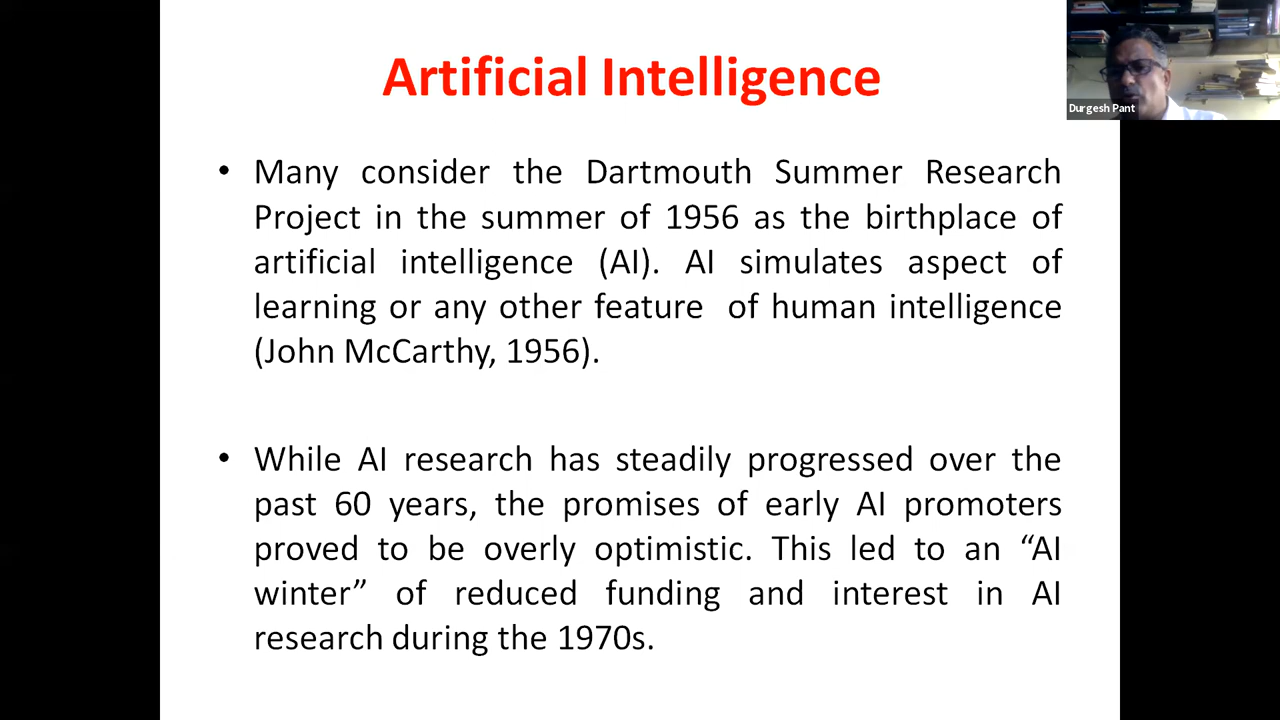 Artificial Intelligence
Durgesh Pant
• Many consider the Dartmouth Summer Research
Project in the summer of 1956 as the birthplace of
artificial intelligence (AI). AI simulates aspect of
learning or any other feature of human intelligence
(John McCarthy, 1956).
• While AI research has steadily progressed over the
past 60 years, the promises of early AI promoters
proved to be overly optimistic. This led to an “AI
winter” of reduced funding and interest in AI
research during the 1970s.